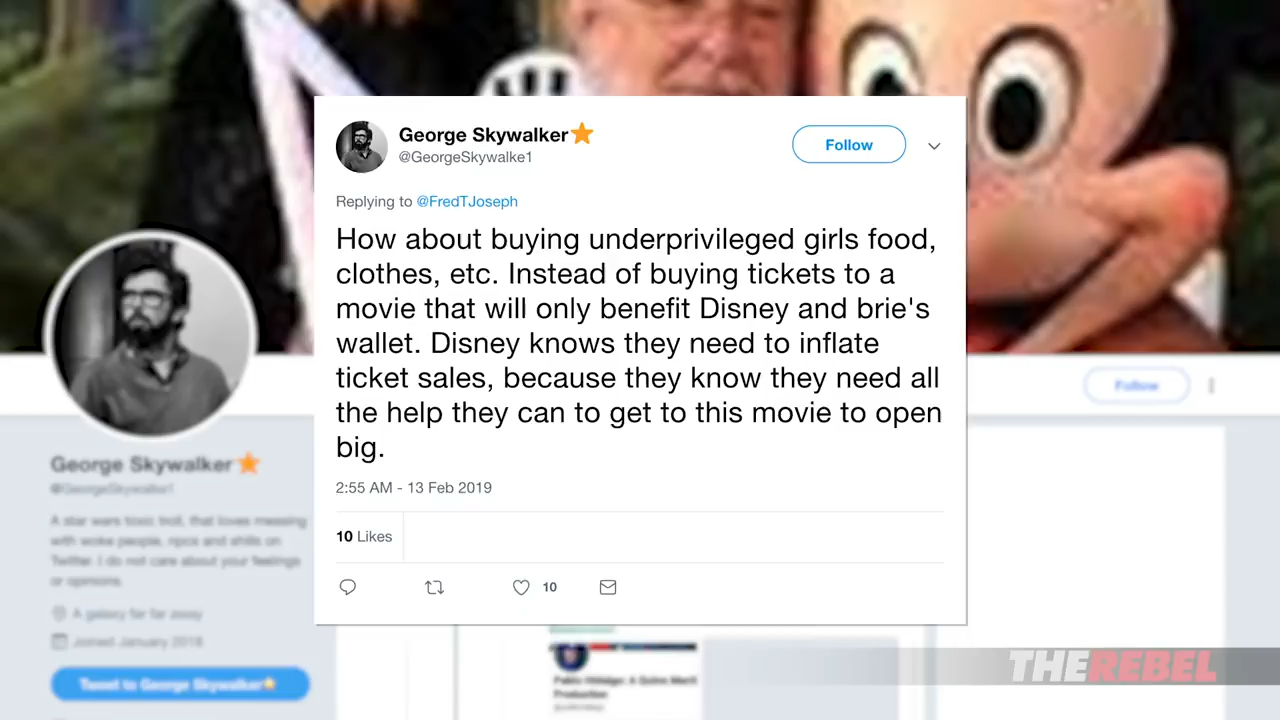 George Skywalker
@GeorgeSkywalke1
Follow
Replying to @FredTJoseph
How about buying underprivileged girls food,
clothes, etc. Instead of buying tickets to a
movie that will only benefit Disney and brie's
wallet. Disney knows they need to inflate
ticket sales, because they know they need all
the help they can to get to this movie to open
big.
2:55 AM - 13 Feb 2019
10 Likes
10
Follow
George Skywalker
@GeorgeSkywalke1
A star wars toxic troll, that loves messing
with woke people, npcs and shills on
Twitter. I do not care about your feelings
or opinions.
A galaxy far far away
Joined January 2018
Tweet to George Skywalker
Production
THE REBEL